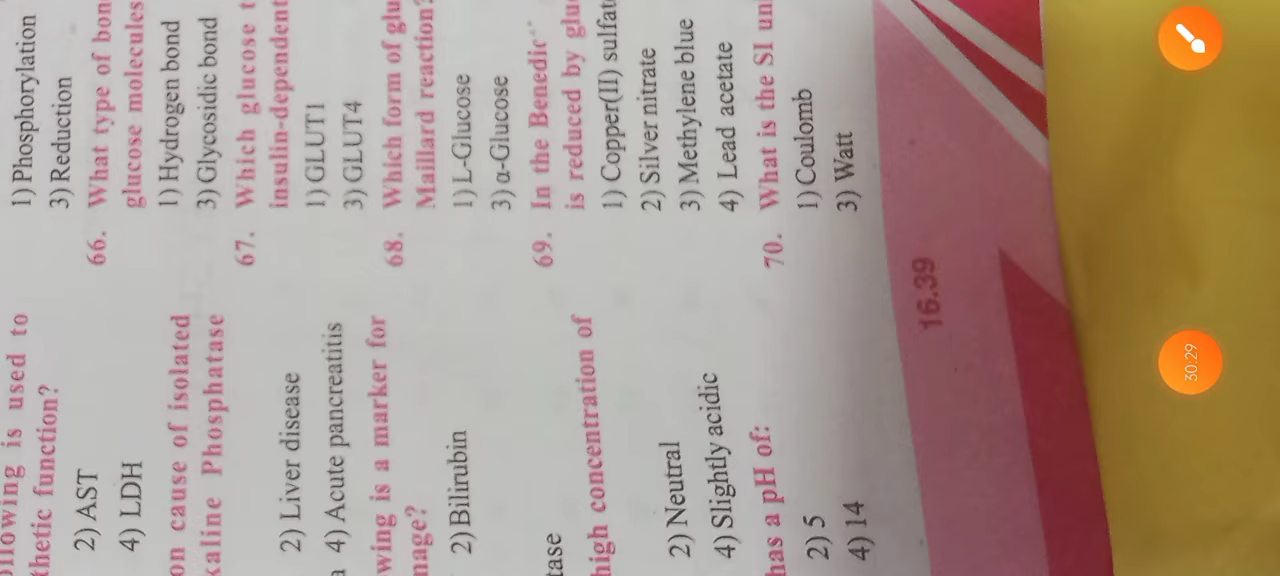 llowing is used to
thetic function?
2) AST
4) LDH
on cause of isolated
kaline Phosphatase
2) Liver disease
4) Acute pancreatitis
wing is a marker for
nage?
2) Bilirubin
tase
high concentration of
2) Neutral
4) Slightly acidic
has a pH of:
2) 5
4) 14
1) Phosphorylation
3) Reduction
66. What type of bon
glucose molecules
1) Hydrogen bond
3) Glycosidic bond
67. Which glucose t
insulin-dependent
1) GLUT1
3) GLUT4
68. Which form of glu
Maillard reaction?
1) L-Glucose
3) α-Glucose
69. In the Benedic
is reduced by glu
1) Copper(II) sulfat
2) Silver nitrate
3) Methylene blue
4) Lead acetate
70. What is the SI un
1) Coulomb
3) Watt
16.39
30:29